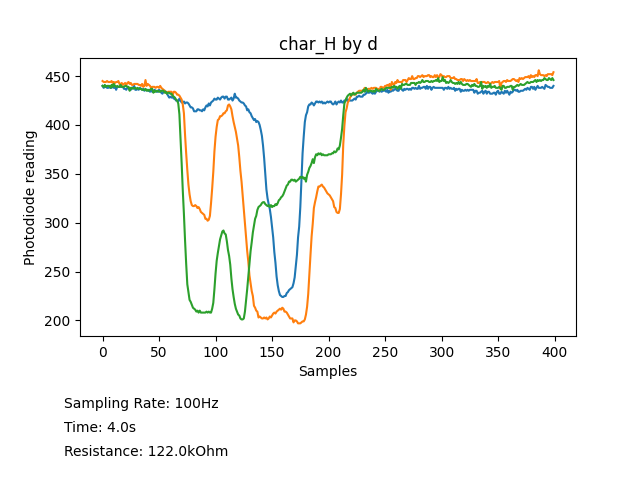 char_H by d
Photodiode reading
450
400
350
300
250
200
0 50 100 150 200 250 300 350 400
Samples
Sampling Rate: 100Hz
Time: 4.0s
Resistance: 122.0kOhm